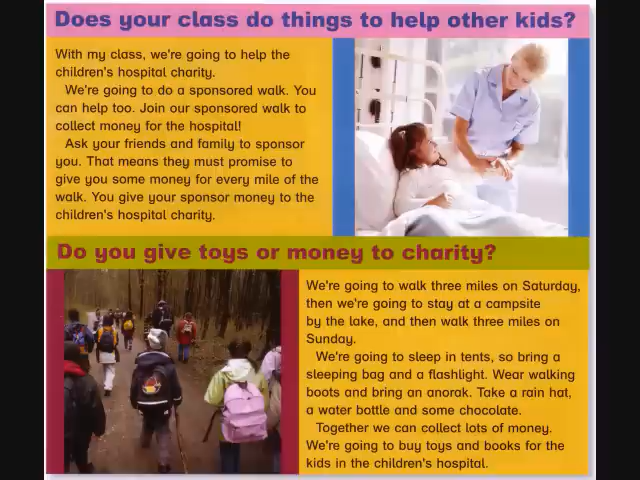 Does your class do things to help other kids?
With my class, we're going to help the
children's hospital charity.
We're going to do a sponsored walk. You
can help too. Join our sponsored walk to
collect money for the hospital!
Ask your friends and family to sponsor
you. That means they must promise to
give you some money for every mile of the
walk. You give your sponsor money to the
children's hospital charity.
Do you give toys or money to charity?
We're going to walk three miles on Saturday,
then we're going to stay at a campsite
by the lake, and then walk three miles on
Sunday.
We're going to sleep in tents, so bring a
sleeping bag and a flashlight. Wear walking
boots and bring an anorak. Take a rain hat,
a water bottle and some chocolate.
Together we can collect lots of money.
We're going to buy toys and books for the
kids in the children's hospital.